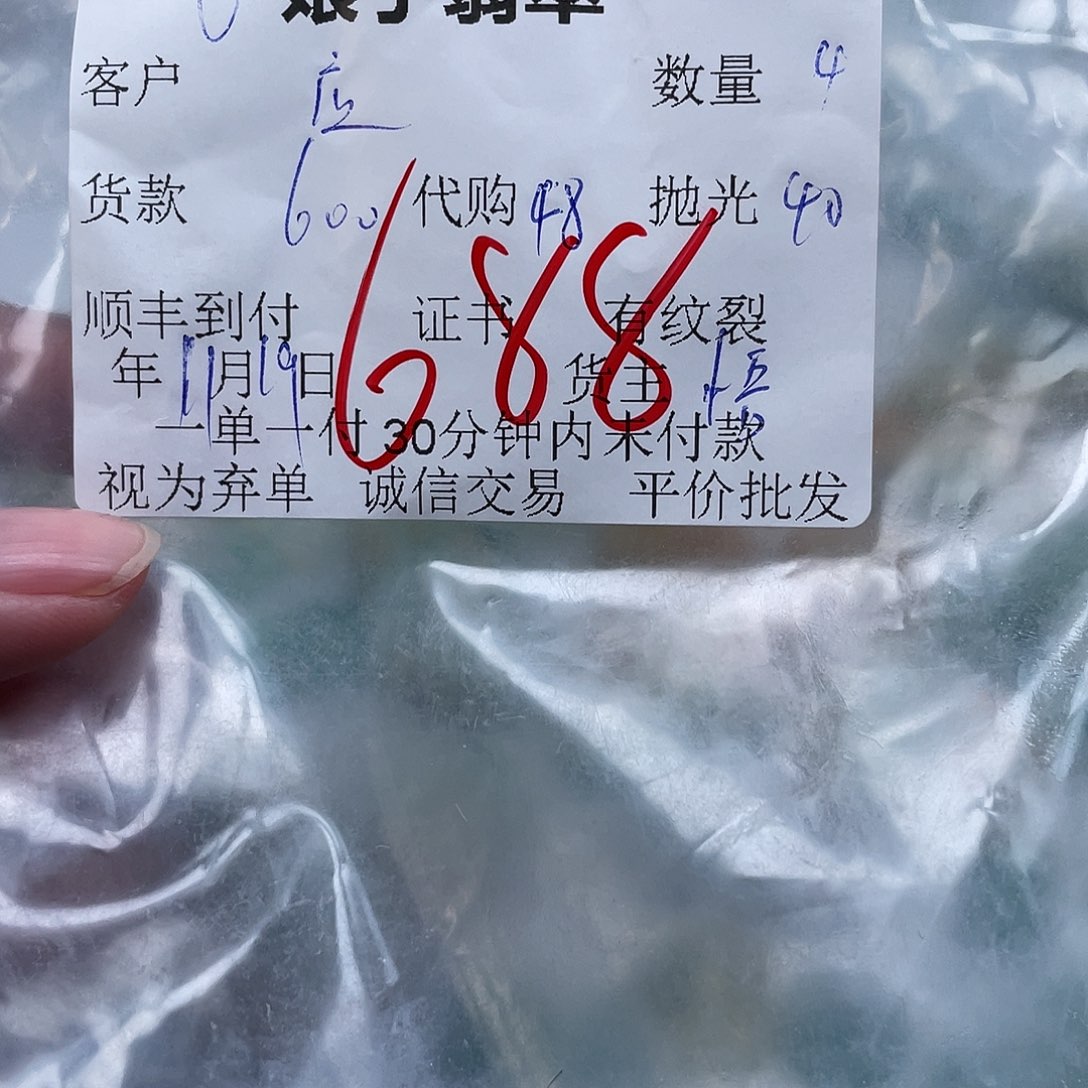 客户 应 数量 4
货款 600 代购 48 抛光 40
688
顺丰到付 证书 有纹裂
年 11月19日 货主
一单一付 30分钟内未付款
视为弃单 诚信交易 平价批发